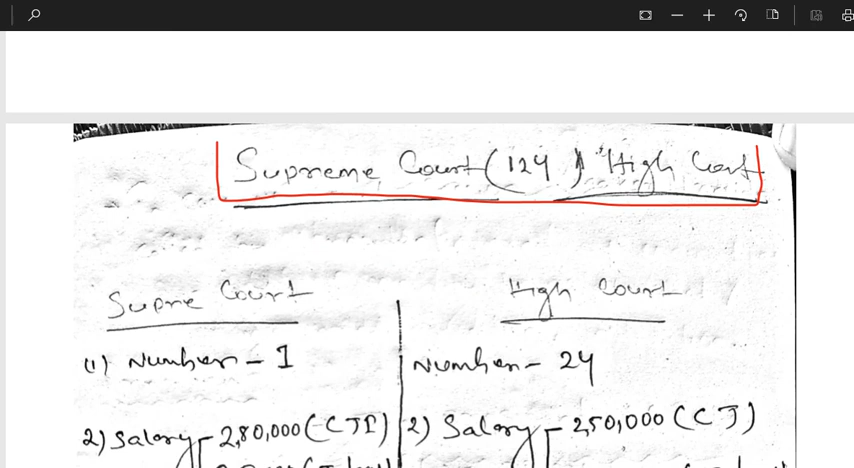 Supreme Court (124) High Cort
Supre Court
High Court
(1) Number - 1
Number - 24
2) Salary - 2,80,000 (CJI)
2) Salary - 2,50,000 (CJ)